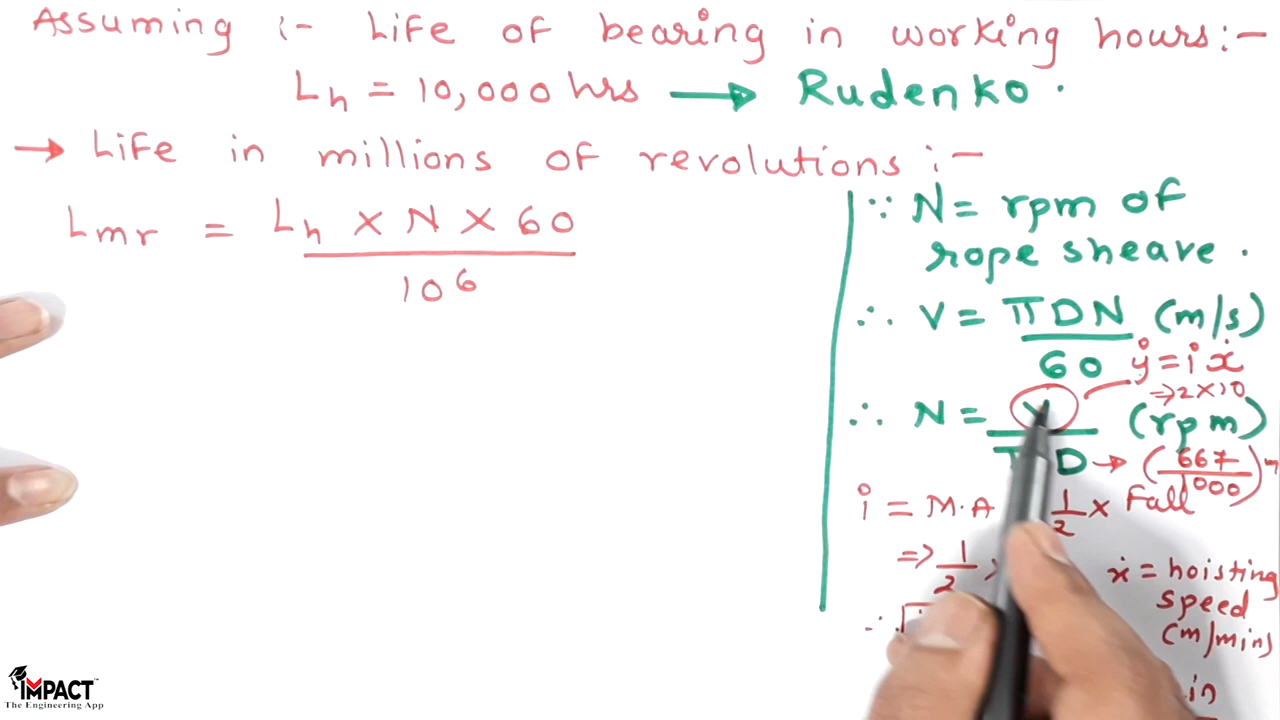 Assuming :- Life of bearing in working hours:-
Lh = 10,000 hrs → Rudenko.
→ Life in millions of revolutions :-
Lmr = Lh × N × 60
10⁶
∵ N = rpm of
rope sheave.
∴ V = πDN (m/s)
60
ẏ = i ẋ
⇒ 2×10
∴ N = V (rpm)
D → (667
1000)
i = M.A 1/2 × Fall
⇒ 1/2
ẋ = hoisting
speed
(m/min)
∴
in
IMPACT
The Engineering App